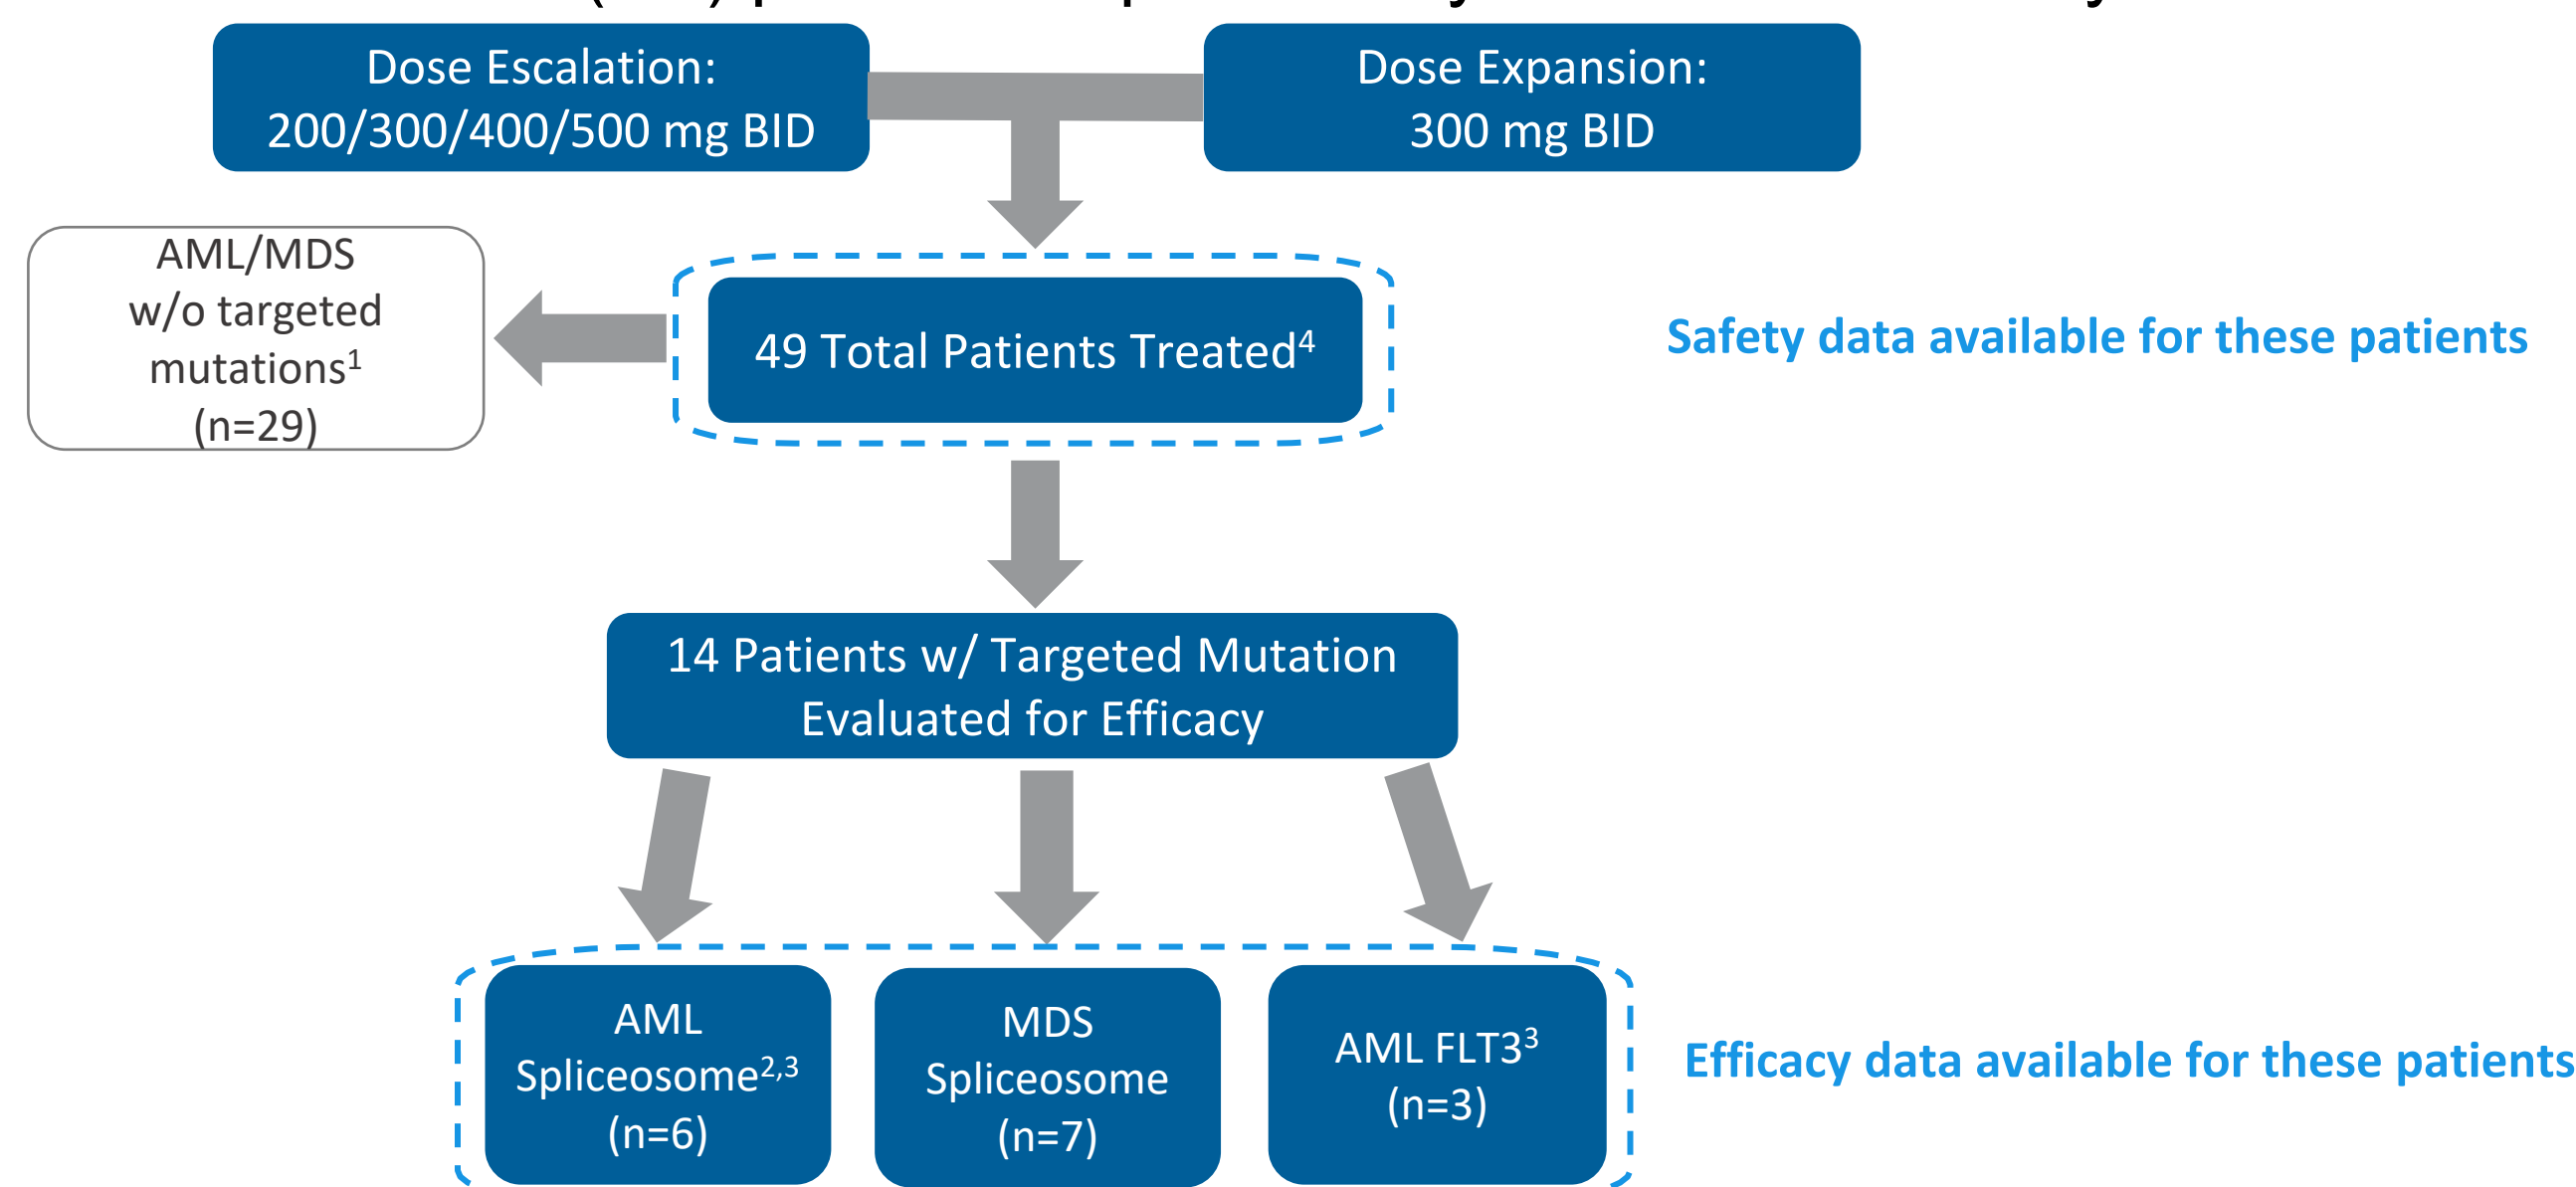 Dose Escalation:
200/300/400/500 mg BID
Dose Expansion:
300 mg BID
AML/MDS
w/o targeted
mutations¹
(n=29)
49 Total Patients Treated⁴
Safety data available for these patients
14 Patients w/ Targeted Mutation
Evaluated for Efficacy
AML
Spliceosome²,³
(n=6)
MDS
Spliceosome
(n=7)
AML FLT3³
(n=3)
Efficacy data available for these patients